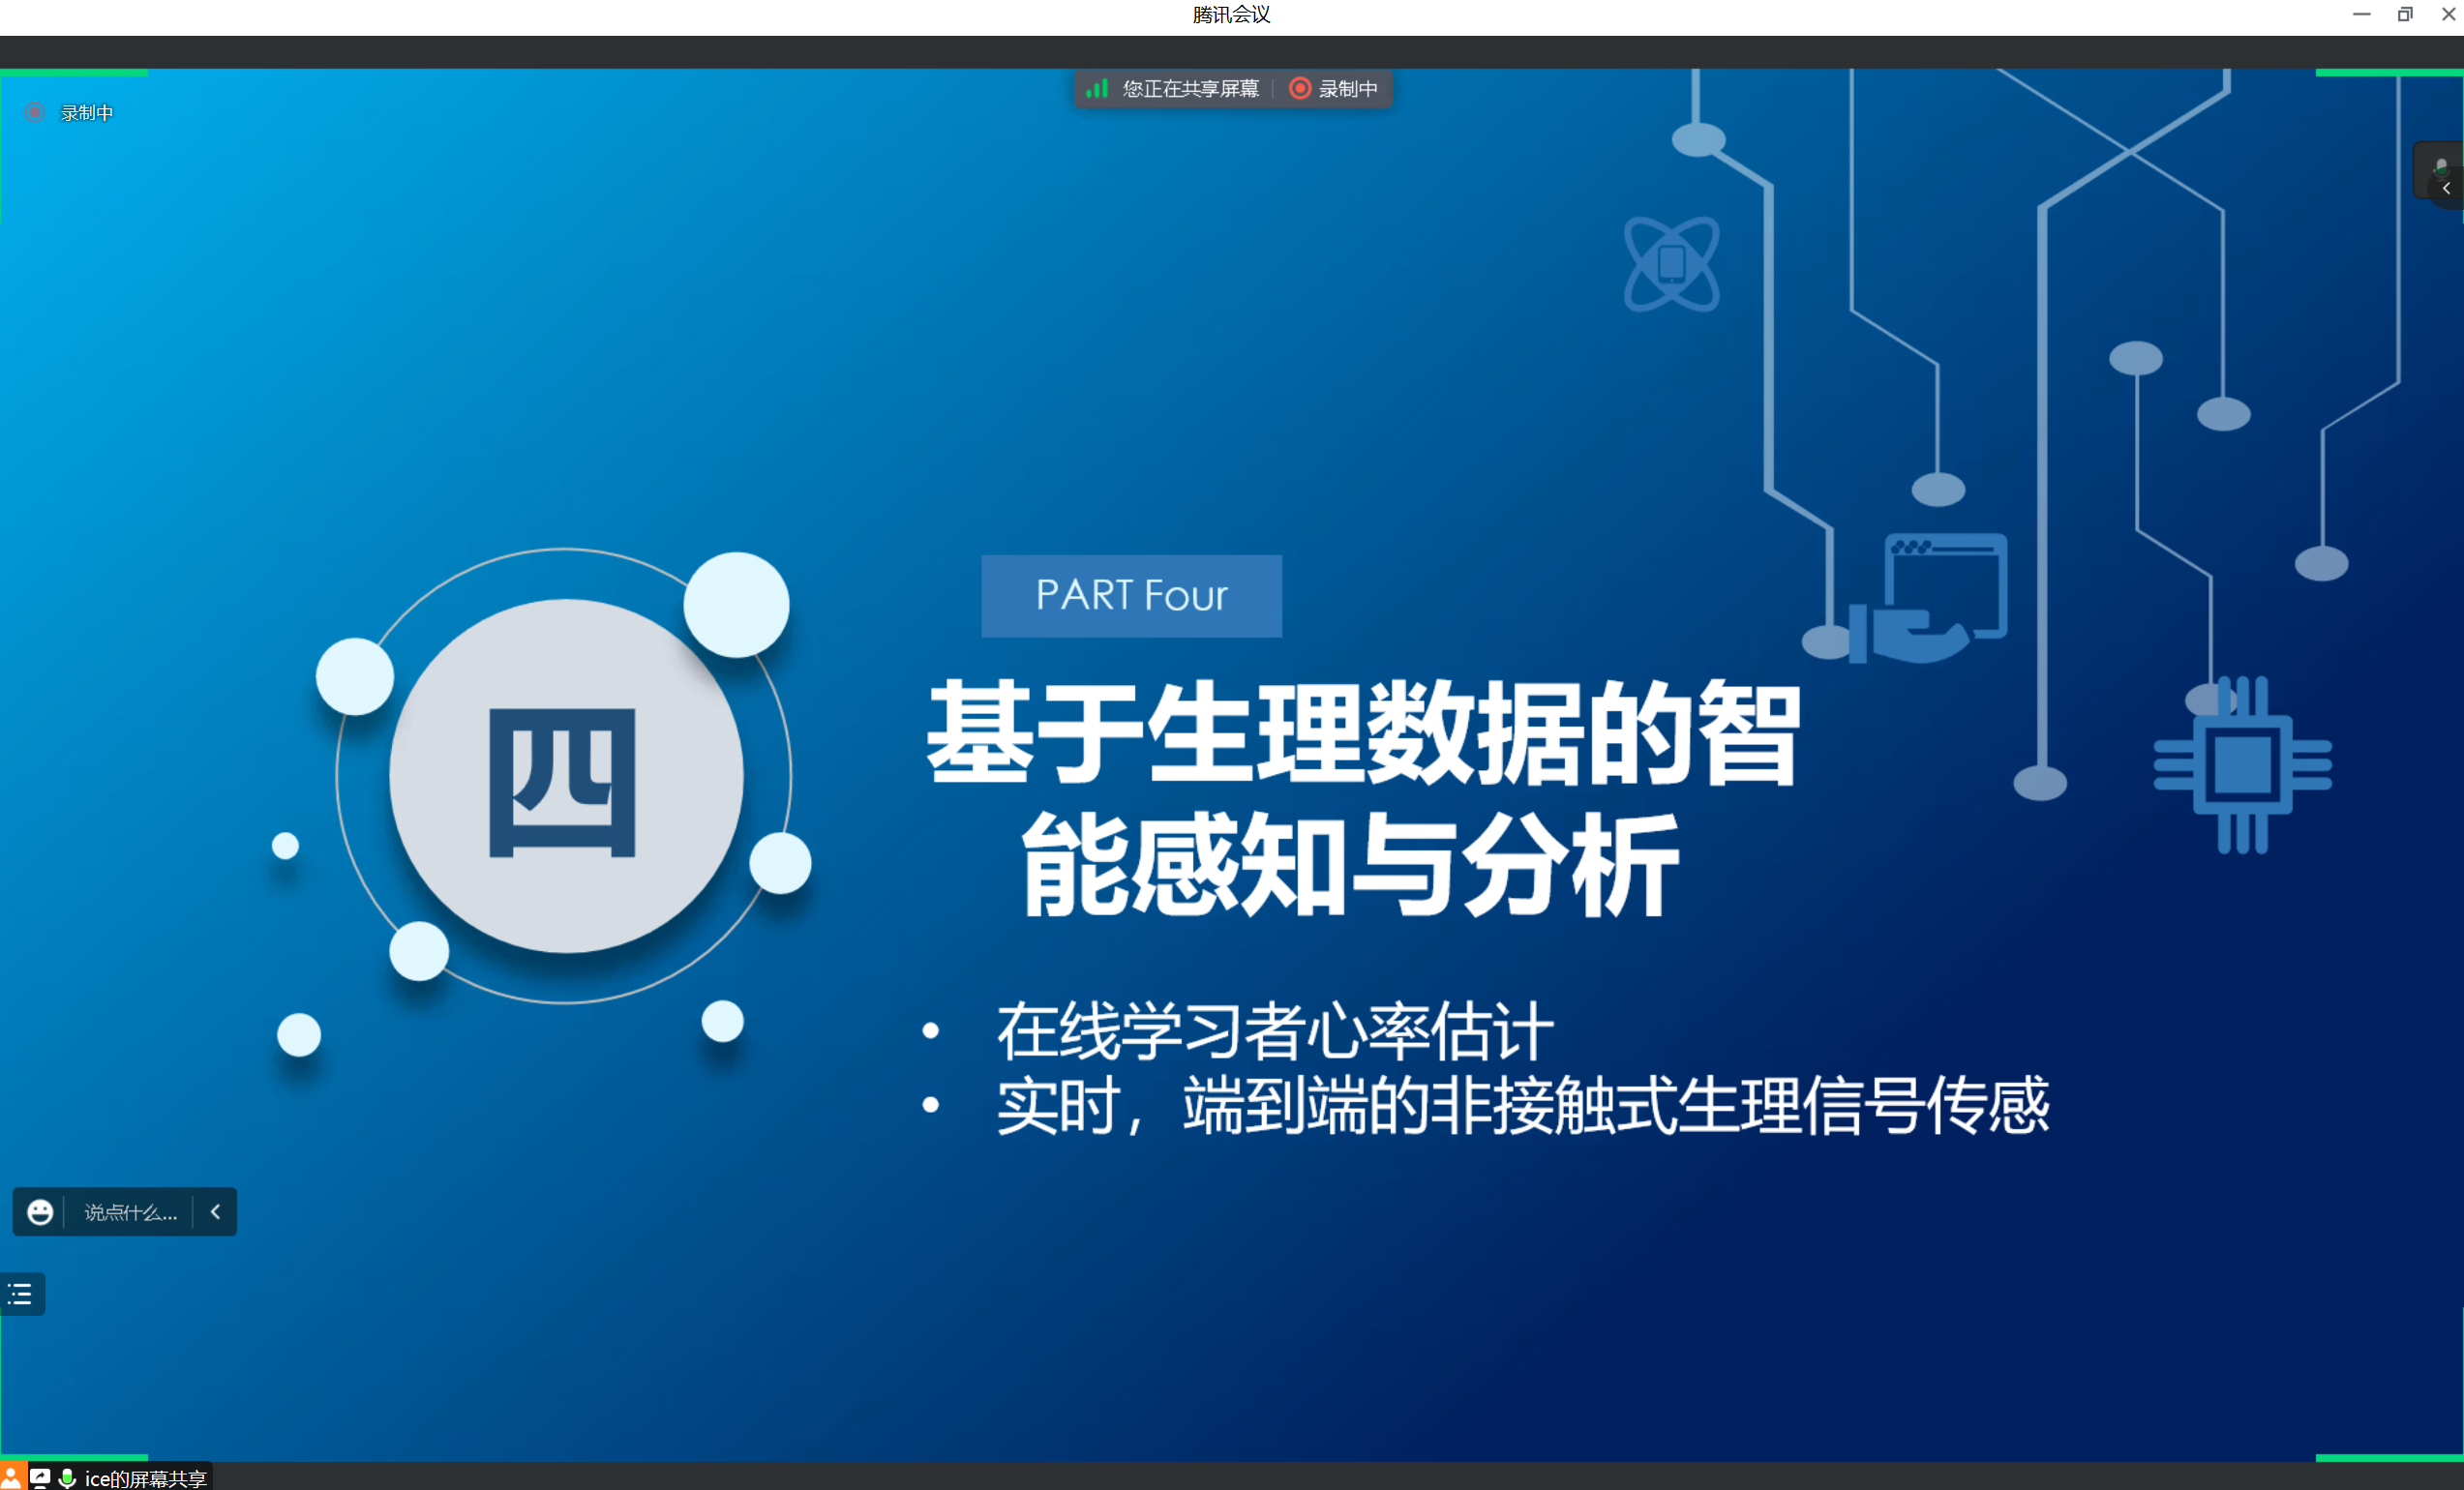 腾讯会议
您正在共享屏幕
录制中
录制中
PART Four
四
基于生理数据的智
能感知与分析
• 在线学习者心率估计
• 实时，端到端的非接触式生理信号传感
说点什么...
ice的屏幕共享